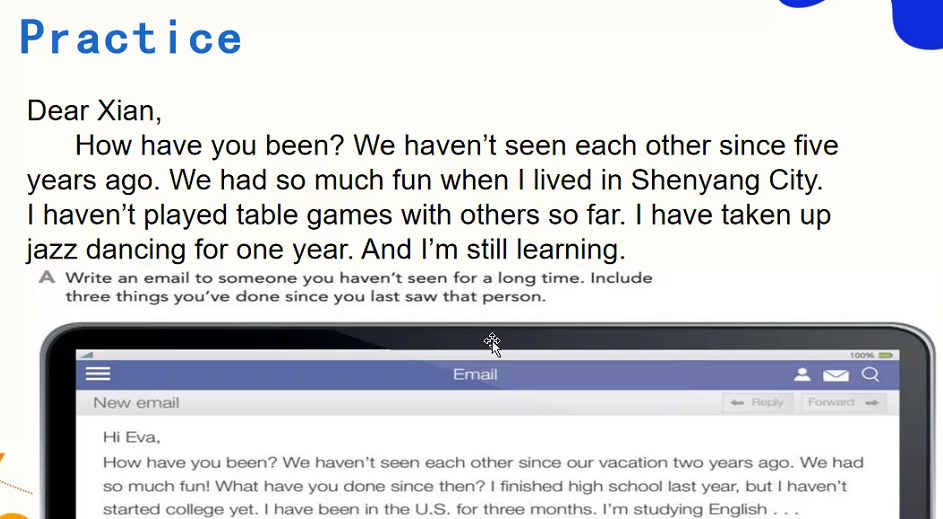 Practice
Dear Xian,
How have you been? We haven't seen each other since five
years ago. We had so much fun when I lived in Shenyang City.
I haven't played table games with others so far. I have taken up
jazz dancing for one year. And I'm still learning.
A Write an email to someone you haven't seen for a long time. Include
three things you've done since you last saw that person.
100%
Email
New email
Reply Forward
Hi Eva,
How have you been? We haven't seen each other since our vacation two years ago. We had
so much fun! What have you done since then? I finished high school last year, but I haven't
started college yet. I have been in the U.S. for three months. I'm studying English . . .